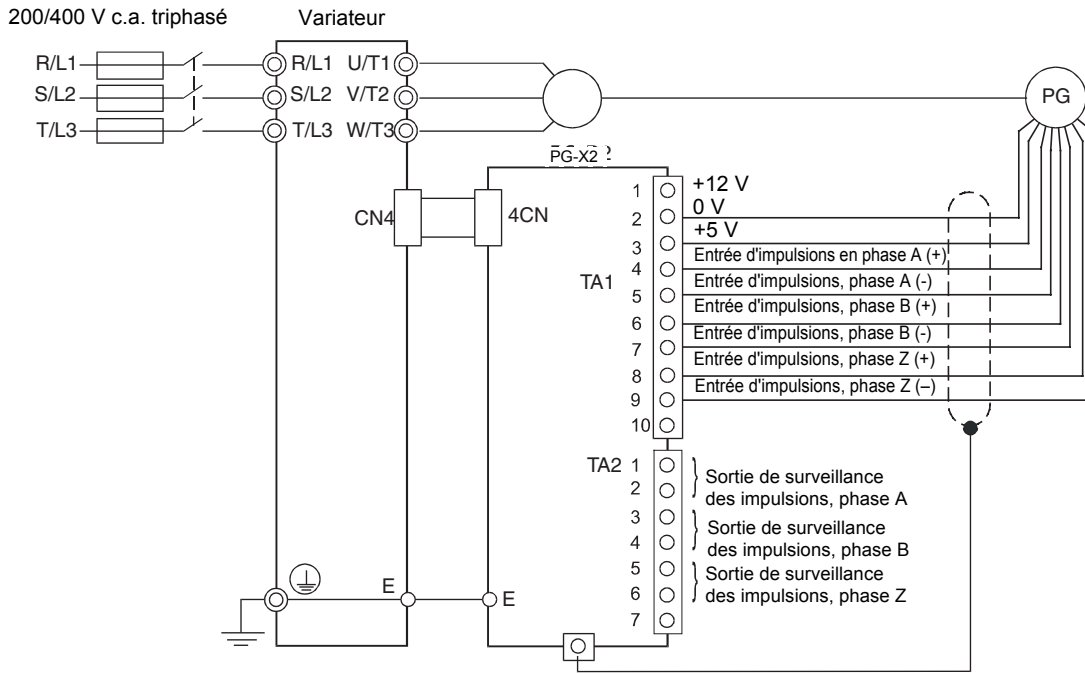 200/400 V c.a. triphasé
Variateur
R/L1
R/L1 U/T1
S/L2
S/L2 V/T2
T/L3
T/L3 W/T3
PG
PG-X2
CN4
4CN
TA1
1
+12 V
2
0 V
3
+5 V
4
Entrée d'impulsions en phase A (+)
5
Entrée d'impulsions, phase A (-)
6
Entrée d'impulsions, phase B (+)
7
Entrée d'impulsions, phase B (-)
8
Entrée d'impulsions, phase Z (+)
9
Entrée d'impulsions, phase Z (–)
10
TA2
1
2
Sortie de surveillance
des impulsions, phase A
3
4
Sortie de surveillance
des impulsions, phase B
5
6
Sortie de surveillance
des impulsions, phase Z
7
E
E